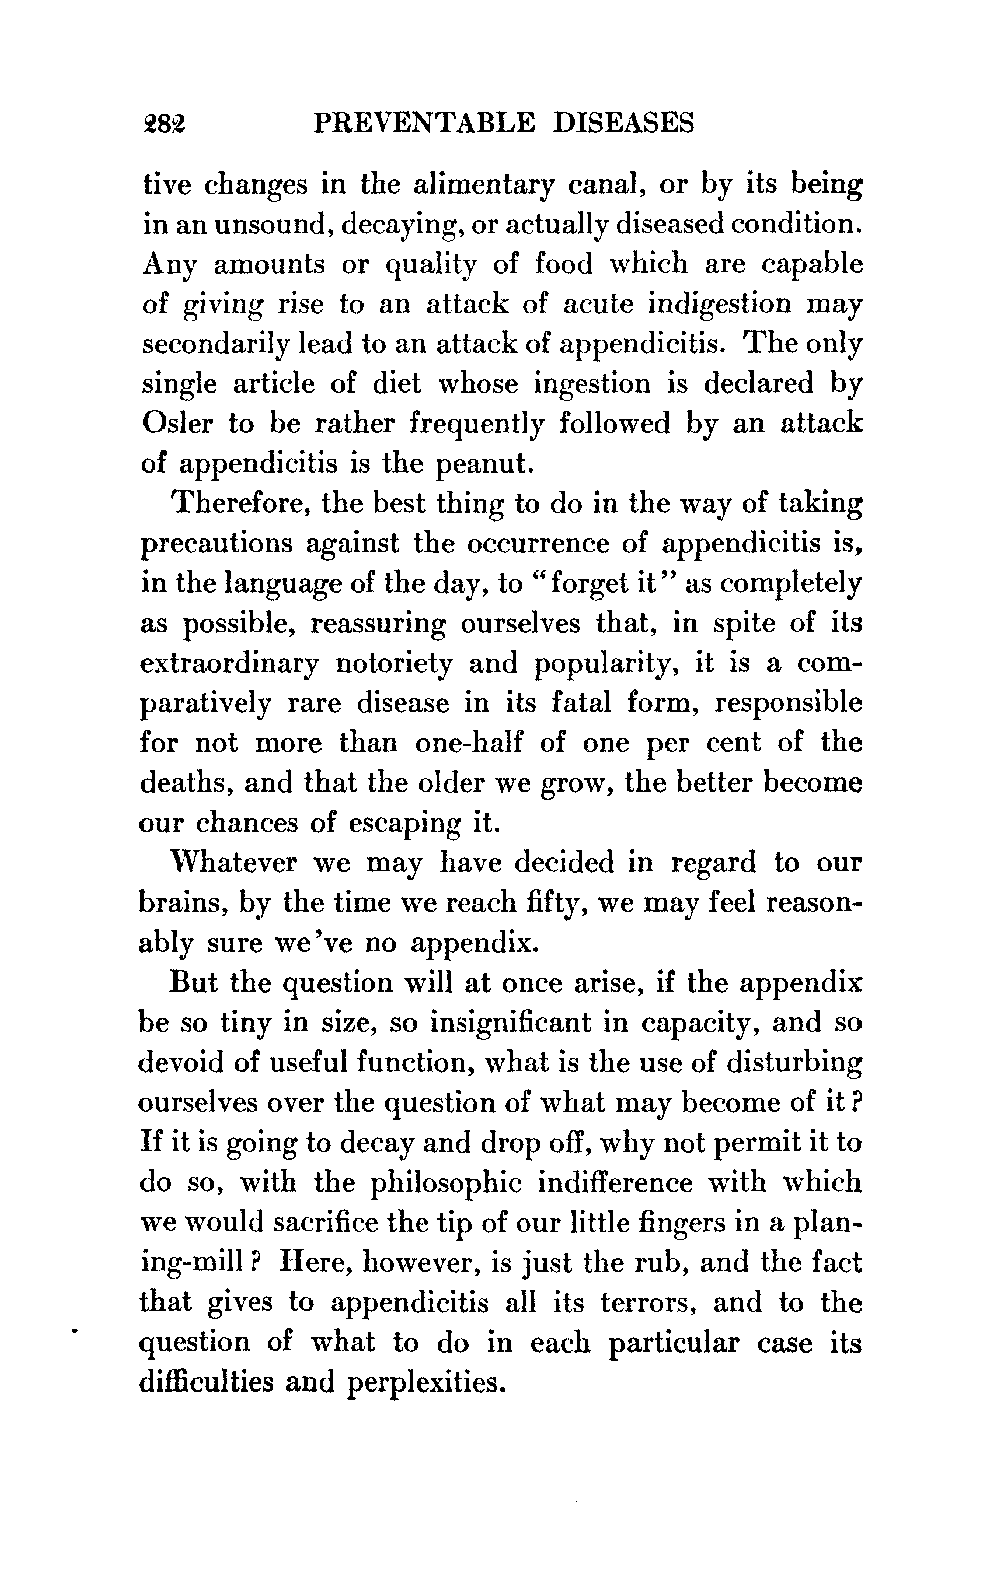 282 PREVENTABLE DISEASES
tive changes in the alimentary canal, or by its being
in an unsound, decaying, or actually diseased condition.
Any amounts or quality of food which are capable
of giving rise to an attack of acute indigestion may
secondarily lead to an attack of appendicitis. The only
single article of diet whose ingestion is declared by
Osler to be rather frequently followed by an attack
of appendicitis is the peanut.
Therefore, the best thing to do in the way of taking
precautions against the occurrence of appendicitis is,
in the language of the day, to "forget it" as completely
as possible, reassuring ourselves that, in spite of its
extraordinary notoriety and popularity, it is a com-
paratively rare disease in its fatal form, responsible
for not more than one-half of one per cent of the
deaths, and that the older we grow, the better become
our chances of escaping it.
Whatever we may have decided in regard to our
brains, by the time we reach fifty, we may feel reason-
ably sure we've no appendix.
But the question will at once arise, if the appendix
be so tiny in size, so insignificant in capacity, and so
devoid of useful function, what is the use of disturbing
ourselves over the question of what may become of it?
If it is going to decay and drop off, why not permit it to
do so, with the philosophic indifference with which
we would sacrifice the tip of our little fingers in a plan-
ing-mill? Here, however, is just the rub, and the fact
that gives to appendicitis all its terrors, and to the
question of what to do in each particular case its
difficulties and perplexities.